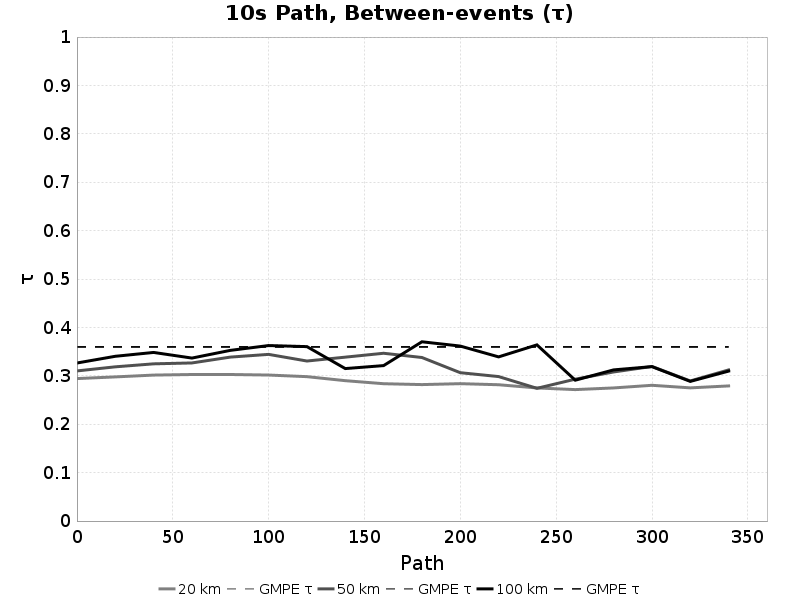 10s Path, Between-events (τ)
1
0.9
0.8
0.7
0.6
0.5
τ
0.4
0.3
0.2
0.1
0
0 50 100 150 200 250 300 350
Path
20 km GMPE τ 50 km GMPE τ 100 km GMPE τ